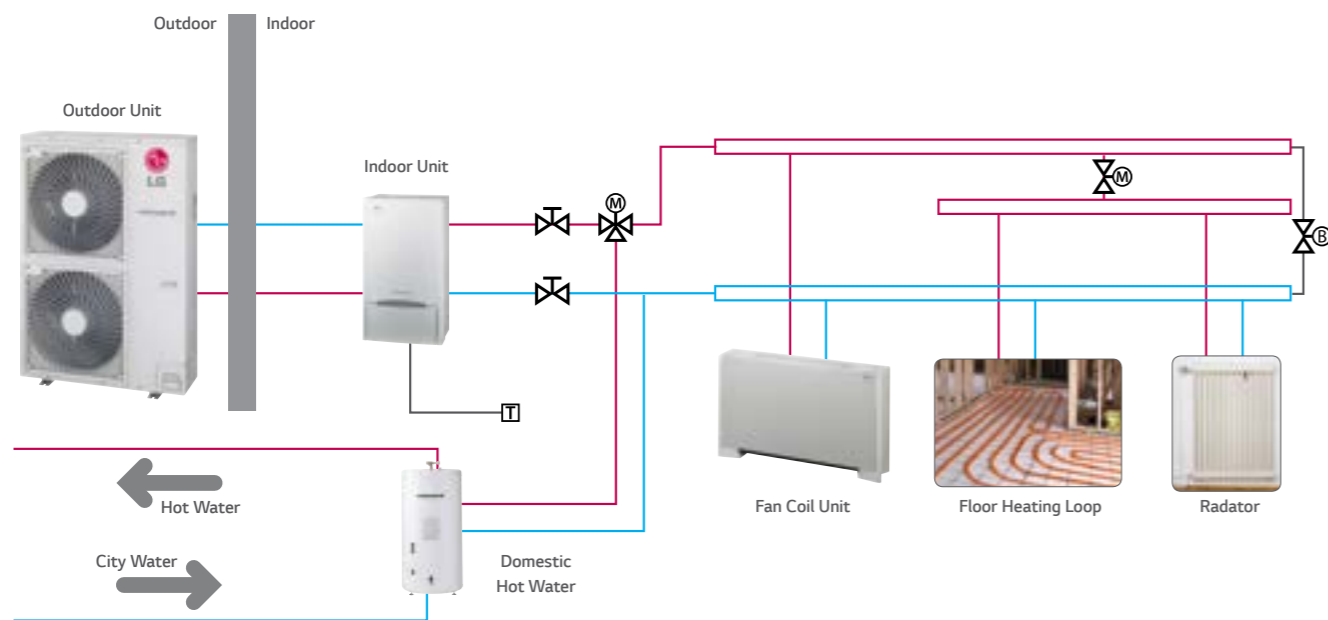 Outdoor
Indoor
Outdoor Unit
LG
Indoor Unit
M
M
B
T
Hot Water
City Water
Domestic
Hot Water
Fan Coil Unit
Floor Heating Loop
Radator